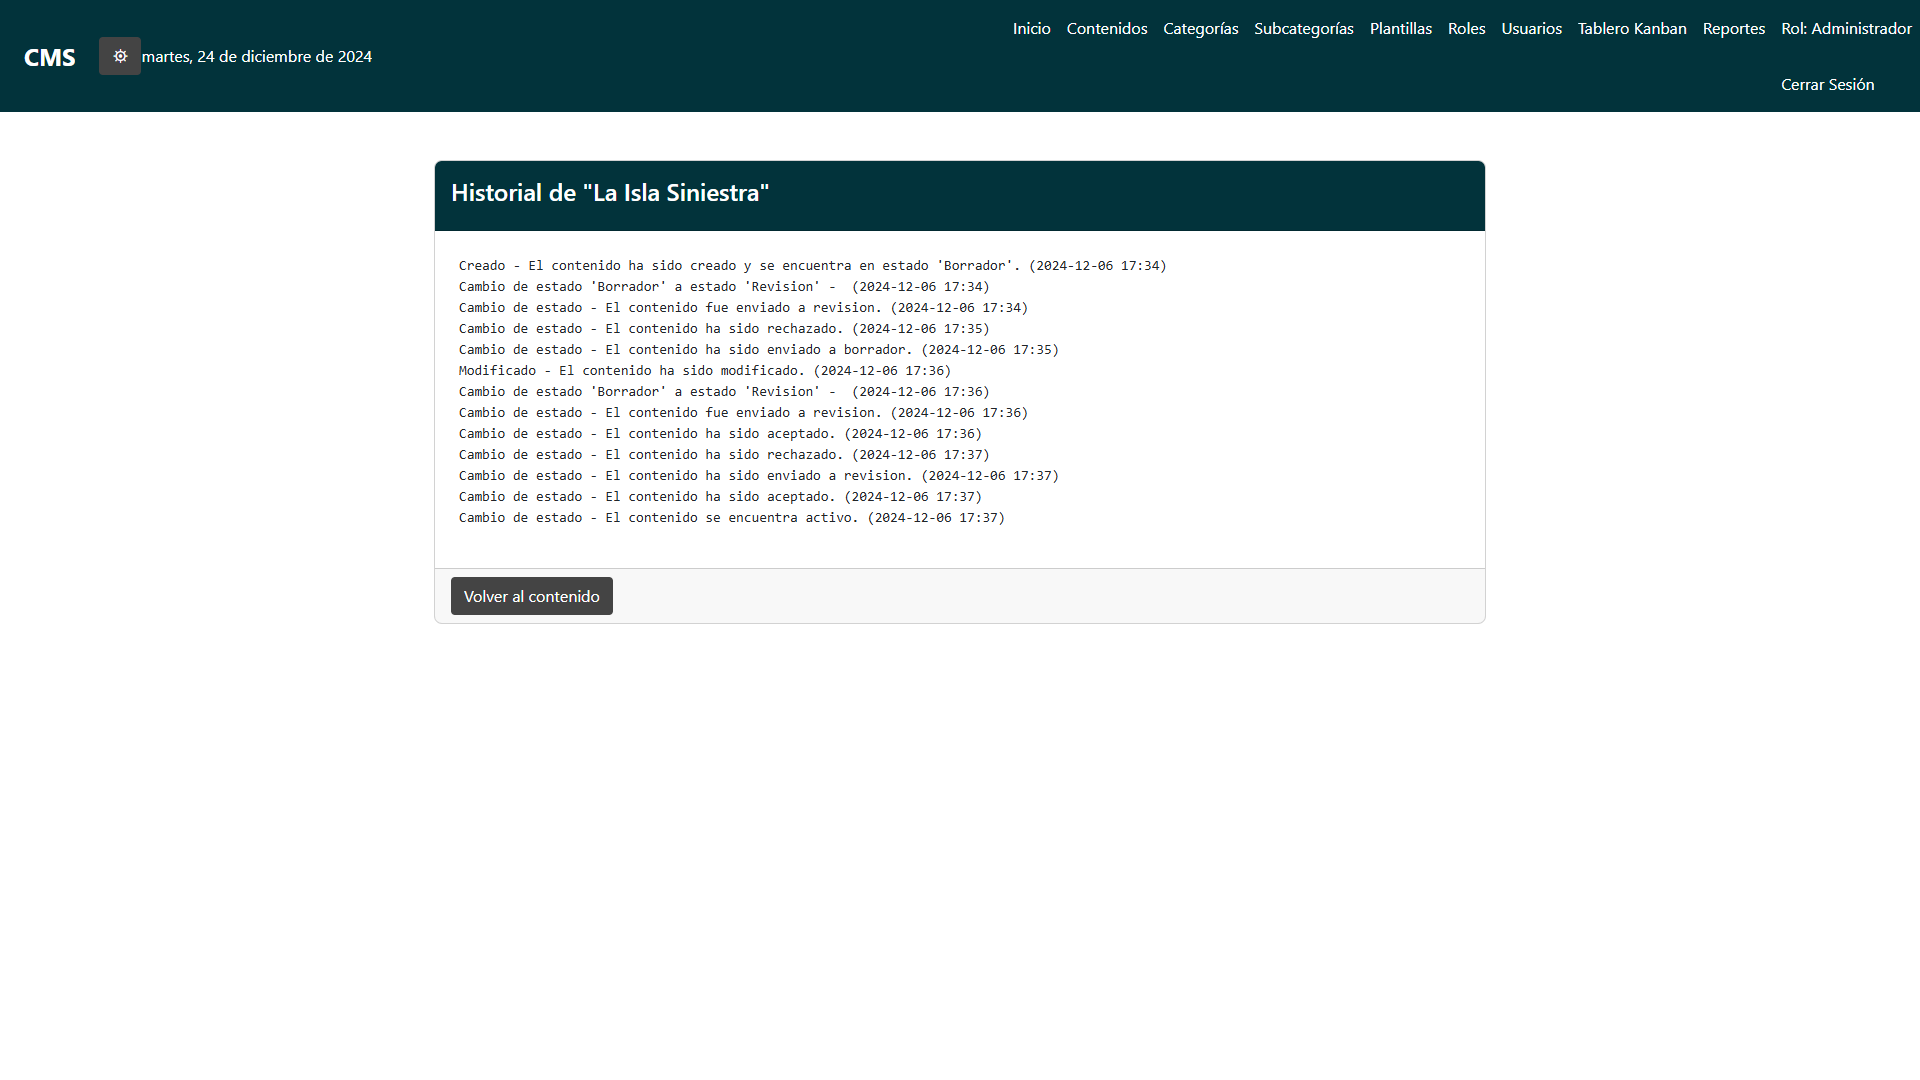 CMS
martes, 24 de diciembre de 2024
Inicio Contenidos Categorías Subcategorías Plantillas Roles Usuarios Tablero Kanban Reportes Rol: Administrador
Cerrar Sesión
Historial de "La Isla Siniestra"
Creado - El contenido ha sido creado y se encuentra en estado 'Borrador'. (2024-12-06 17:34)
Cambio de estado 'Borrador' a estado 'Revision' -  (2024-12-06 17:34)
Cambio de estado - El contenido fue enviado a revision. (2024-12-06 17:34)
Cambio de estado - El contenido ha sido rechazado. (2024-12-06 17:35)
Cambio de estado - El contenido ha sido enviado a borrador. (2024-12-06 17:35)
Modificado - El contenido ha sido modificado. (2024-12-06 17:36)
Cambio de estado 'Borrador' a estado 'Revision' -  (2024-12-06 17:36)
Cambio de estado - El contenido fue enviado a revision. (2024-12-06 17:36)
Cambio de estado - El contenido ha sido aceptado. (2024-12-06 17:36)
Cambio de estado - El contenido ha sido rechazado. (2024-12-06 17:37)
Cambio de estado - El contenido ha sido enviado a revision. (2024-12-06 17:37)
Cambio de estado - El contenido ha sido aceptado. (2024-12-06 17:37)
Cambio de estado - El contenido se encuentra activo. (2024-12-06 17:37)
Volver al contenido